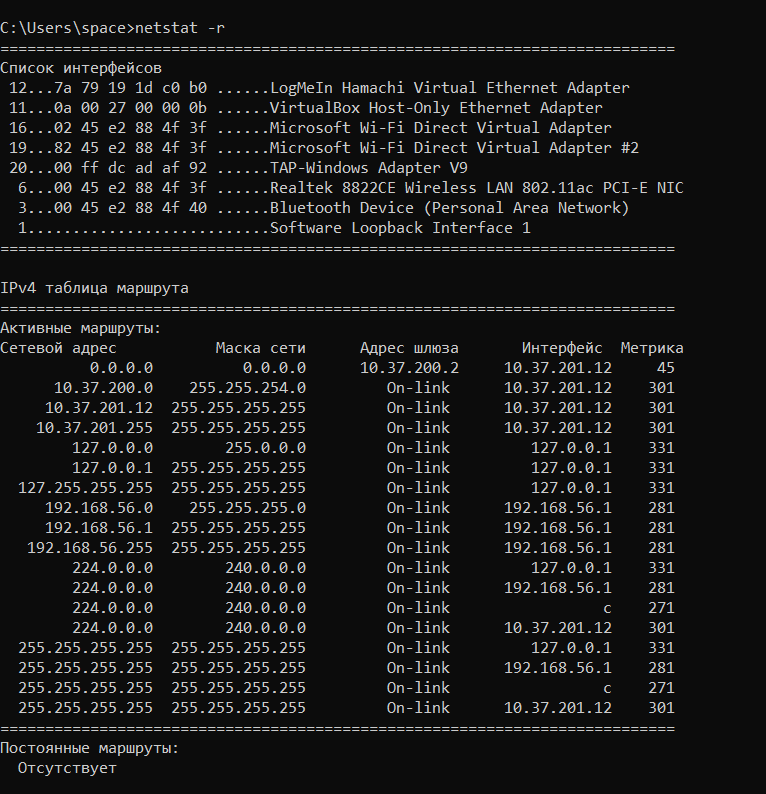 C:\Users\space>netstat -r
===========================================================================
Список интерфейсов
 12...7a 79 19 1d c0 b0 ......LogMeIn Hamachi Virtual Ethernet Adapter
 11...0a 00 27 00 00 0b ......VirtualBox Host-Only Ethernet Adapter
 16...02 45 e2 88 4f 3f ......Microsoft Wi-Fi Direct Virtual Adapter
 19...82 45 e2 88 4f 3f ......Microsoft Wi-Fi Direct Virtual Adapter #2
 20...00 ff dc ad af 92 ......TAP-Windows Adapter V9
  6...00 45 e2 88 4f 3f ......Realtek 8822CE Wireless LAN 802.11ac PCI-E NIC
  3...00 45 e2 88 4f 40 ......Bluetooth Device (Personal Area Network)
  1...........................Software Loopback Interface 1
===========================================================================
IPv4 таблица маршрута
===========================================================================
Активные маршруты:
Сетевой адрес           Маска сети      Адрес шлюза       Интерфейс  Метрика
          0.0.0.0          0.0.0.0      10.37.200.2     10.37.201.12     45
      10.37.200.0    255.255.254.0         On-link      10.37.201.12    301
     10.37.201.12  255.255.255.255         On-link      10.37.201.12    301
    10.37.201.255  255.255.255.255         On-link      10.37.201.12    301
        127.0.0.0        255.0.0.0         On-link         127.0.0.1    331
        127.0.0.1  255.255.255.255         On-link         127.0.0.1    331
  127.255.255.255  255.255.255.255         On-link         127.0.0.1    331
     192.168.56.0    255.255.255.0         On-link      192.168.56.1    281
     192.168.56.1  255.255.255.255         On-link      192.168.56.1    281
   192.168.56.255  255.255.255.255         On-link      192.168.56.1    281
        224.0.0.0        240.0.0.0         On-link         127.0.0.1    331
        224.0.0.0        240.0.0.0         On-link      192.168.56.1    281
        224.0.0.0        240.0.0.0         On-link                 c    271
        224.0.0.0        240.0.0.0         On-link      10.37.201.12    301
  255.255.255.255  255.255.255.255         On-link         127.0.0.1    331
  255.255.255.255  255.255.255.255         On-link      192.168.56.1    281
  255.255.255.255  255.255.255.255         On-link                 c    271
  255.255.255.255  255.255.255.255         On-link      10.37.201.12    301
===========================================================================
Постоянные маршруты:
  Отсутствует